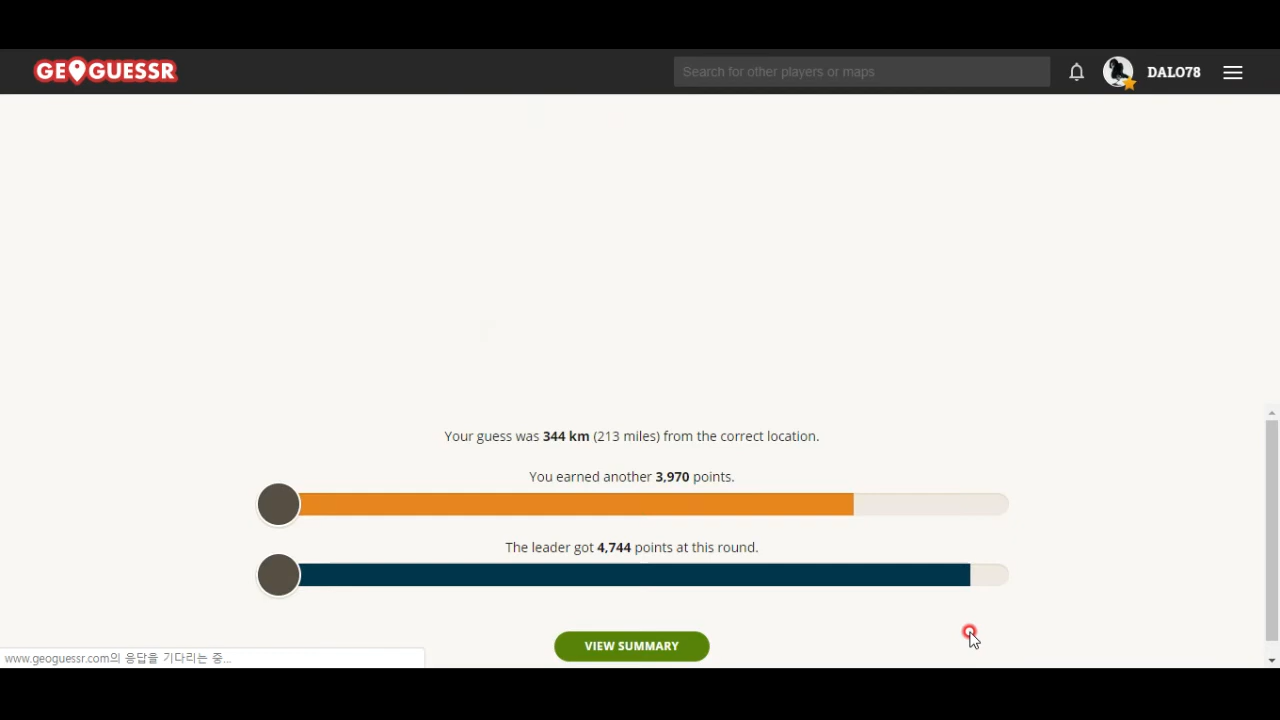 GEOGUESSR
Search for other players or maps
DALO78
Your guess was 344 km (213 miles) from the correct location.
You earned another 3,970 points.
The leader got 4,744 points at this round.
VIEW SUMMARY
www.geoguessr.com의 응답을 기다리는 중...